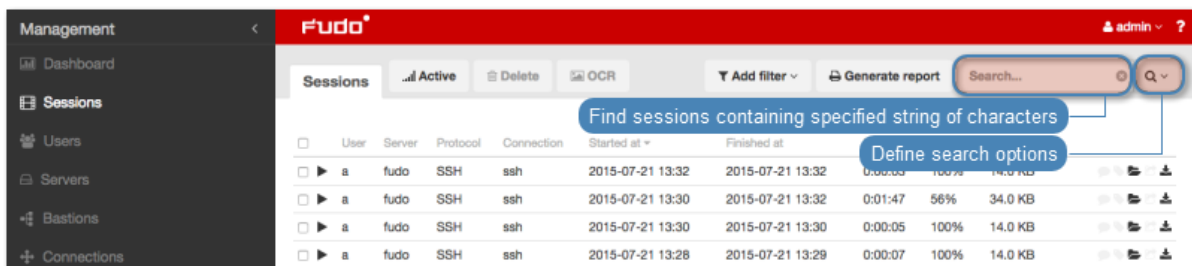 Management
FUDO
admin ?
Dashboard
Sessions
Users
Servers
Bastions
Connections
Sessions Active Delete OCR Add filter Generate report Search...
Find sessions containing specified string of characters
Define search options
User Server Protocol Connection Started at Finished at
a fudo SSH ssh 2015-07-21 13:32 2015-07-21 13:32 0:00:03 100% 14.0 KB
a fudo SSH ssh 2015-07-21 13:30 2015-07-21 13:32 0:01:47 56% 34.0 KB
a fudo SSH ssh 2015-07-21 13:30 2015-07-21 13:30 0:00:05 100% 14.0 KB
a fudo SSH ssh 2015-07-21 13:28 2015-07-21 13:29 0:00:07 100% 14.0 KB